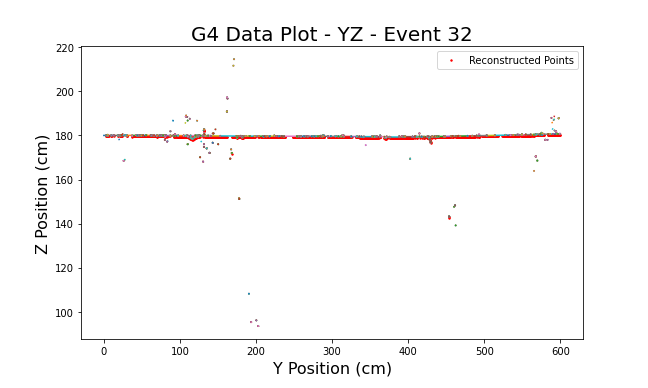 G4 Data Plot - YZ - Event 32
Reconstructed Points
Z Position (cm)
220
200
180
160
140
120
100
0 100 200 300 400 500 600
Y Position (cm)